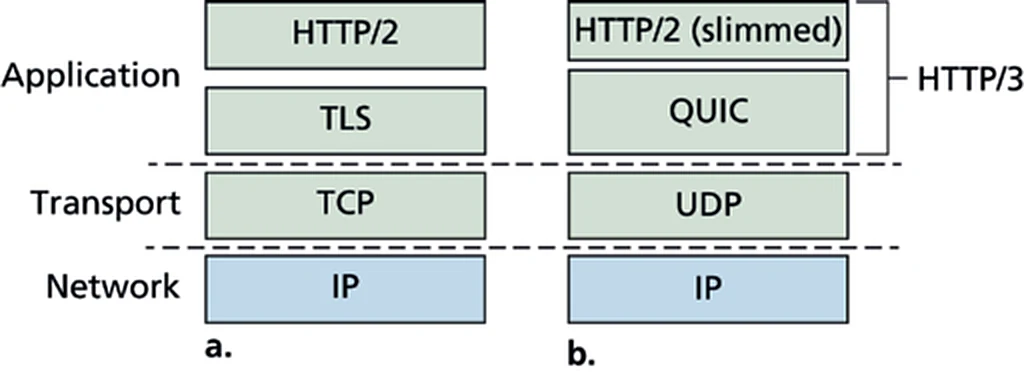 HTTP/2
HTTP/2 (slimmed)
Application
HTTP/3
TLS
QUIC
Transport
TCP
UDP
Network
IP
IP
a.
b.